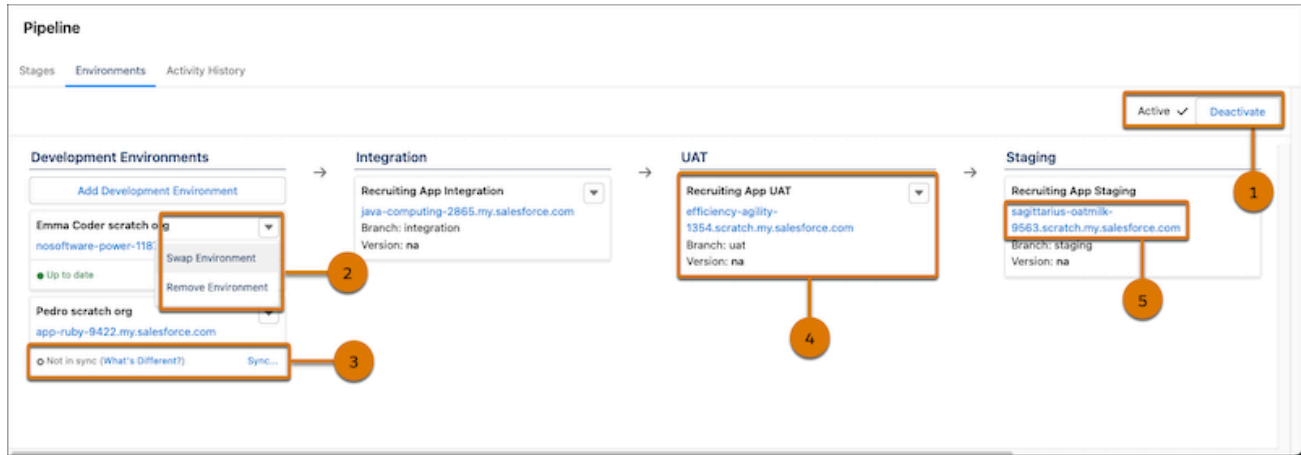 Pipeline
Stages Environments Activity History
Active Deactivate
1
Development Environments
Add Development Environment
Emma Coder scratch org
nosoftware-power-118
Up to date
Swap Environment
Remove Environment
2
Pedro scratch org
app-ruby-9422.my.salesforce.com
Not in sync (What's Different?) Sync...
3
Integration
Recruiting App Integration
java-computing-2865.my.salesforce.com
Branch: integration
Version: na
UAT
Recruiting App UAT
efficiency-agility-
1354.scratch.my.salesforce.com
Branch: uat
Version: na
4
Staging
Recruiting App Staging
sagittarius-oatmilk-
9563.scratch.my.salesforce.com
Branch: staging
Version: na
5